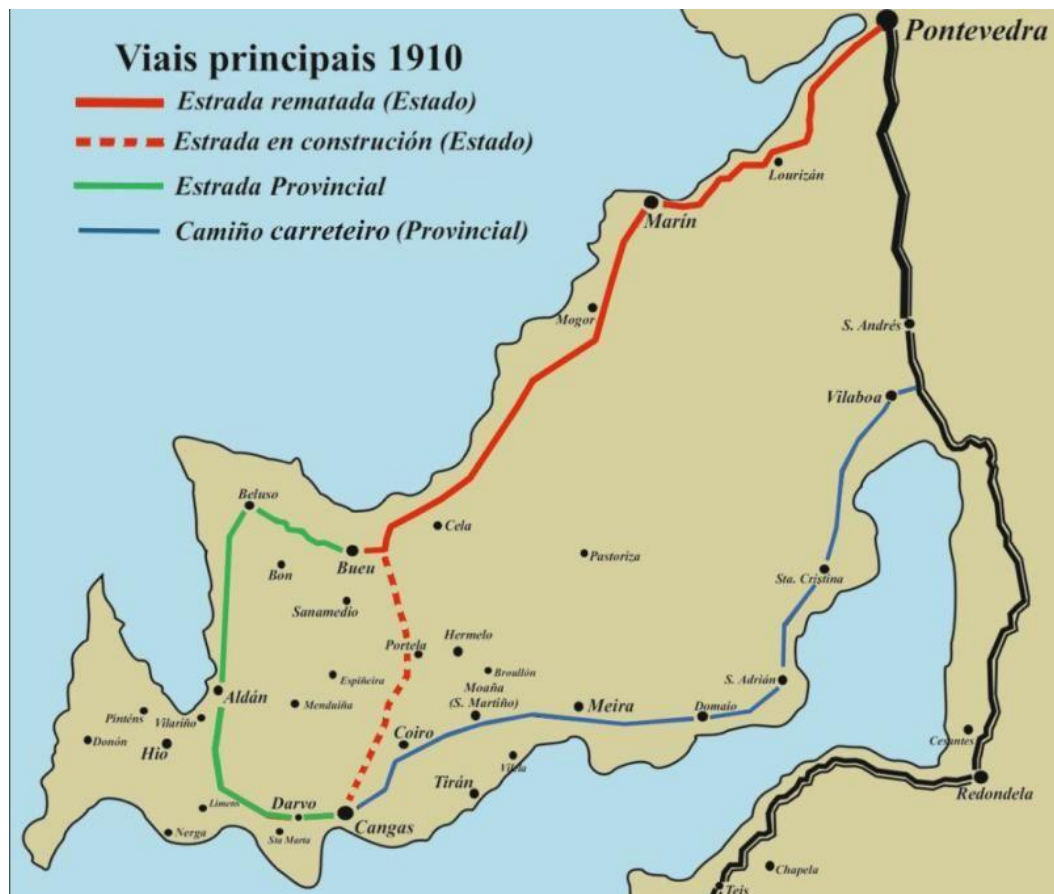 Viais principais 1910
Estrada rematada (Estado)
Estrada en construción (Estado)
Estrada Provincial
Camiño carreteiro (Provincial)
Pontevedra
Lourizán
Marín
Mogor
S. Andrés
Vilaboa
Beluso
Cela
Bueu
Pastoriza
Bon
Sta. Cristina
Sanamedio
Portela
Hermelo
Broullón
Espiñeira
Moaña
(S. Martiño)
S. Adrián
Aldán
Menduiña
Meira
Domaio
Pinténs
Vilariño
Donón
Hio
Coiro
Cesantes
Vilela
Tirán
Redondela
Limens
Darvo
Cangas
Nerga
Sta Marta
Chapela
Teis